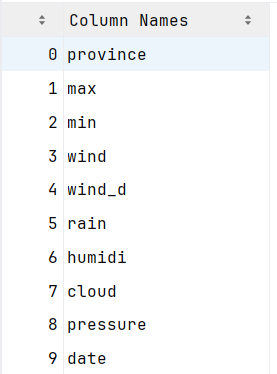 Column Names
0 province
1 max
2 min
3 wind
4 wind_d
5 rain
6 humidi
7 cloud
8 pressure
9 date